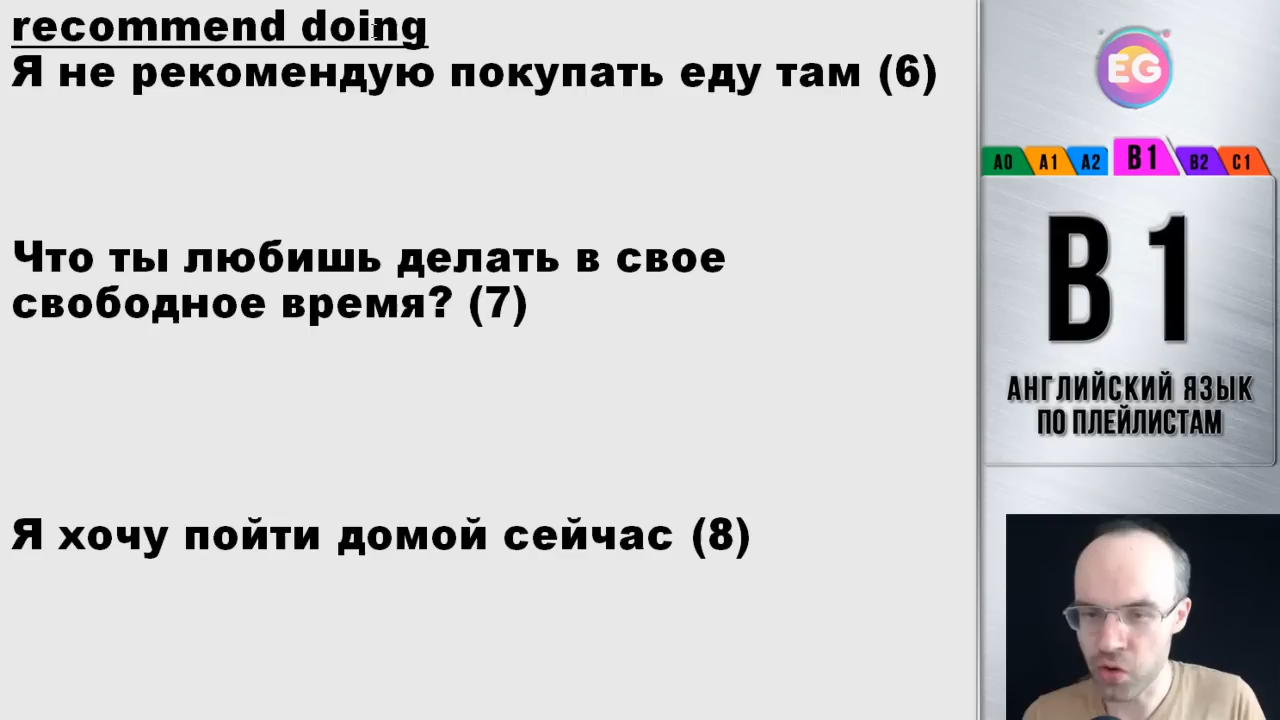 recommend doing
Я не рекомендую покупать еду там (6)
Что ты любишь делать в свое
свободное время? (7)
Я хочу пойти домой сейчас (8)
EG
A0 A1 A2 B1 B2 C1
B1
АНГЛИЙСКИЙ ЯЗЫК
ПО ПЛЕЙЛИСТАМ